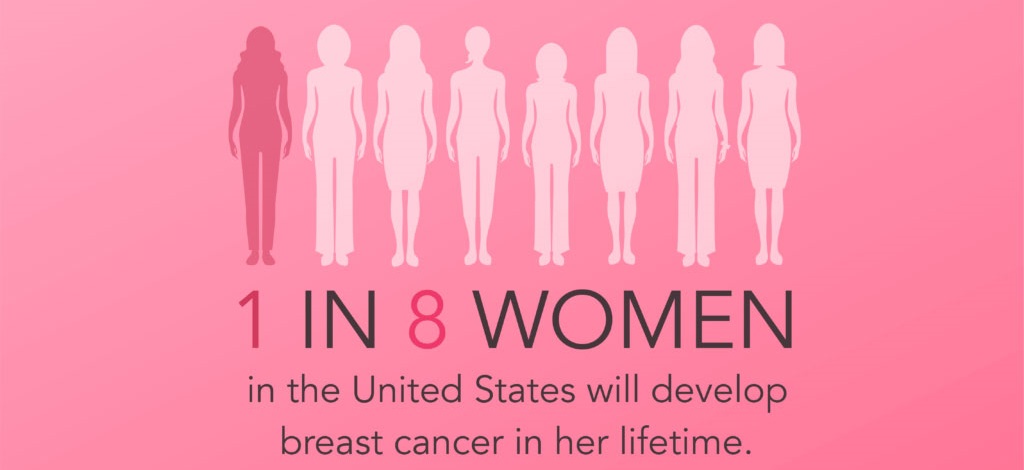 1 IN 8 WOMEN
in the United States will develop
breast cancer in her lifetime.